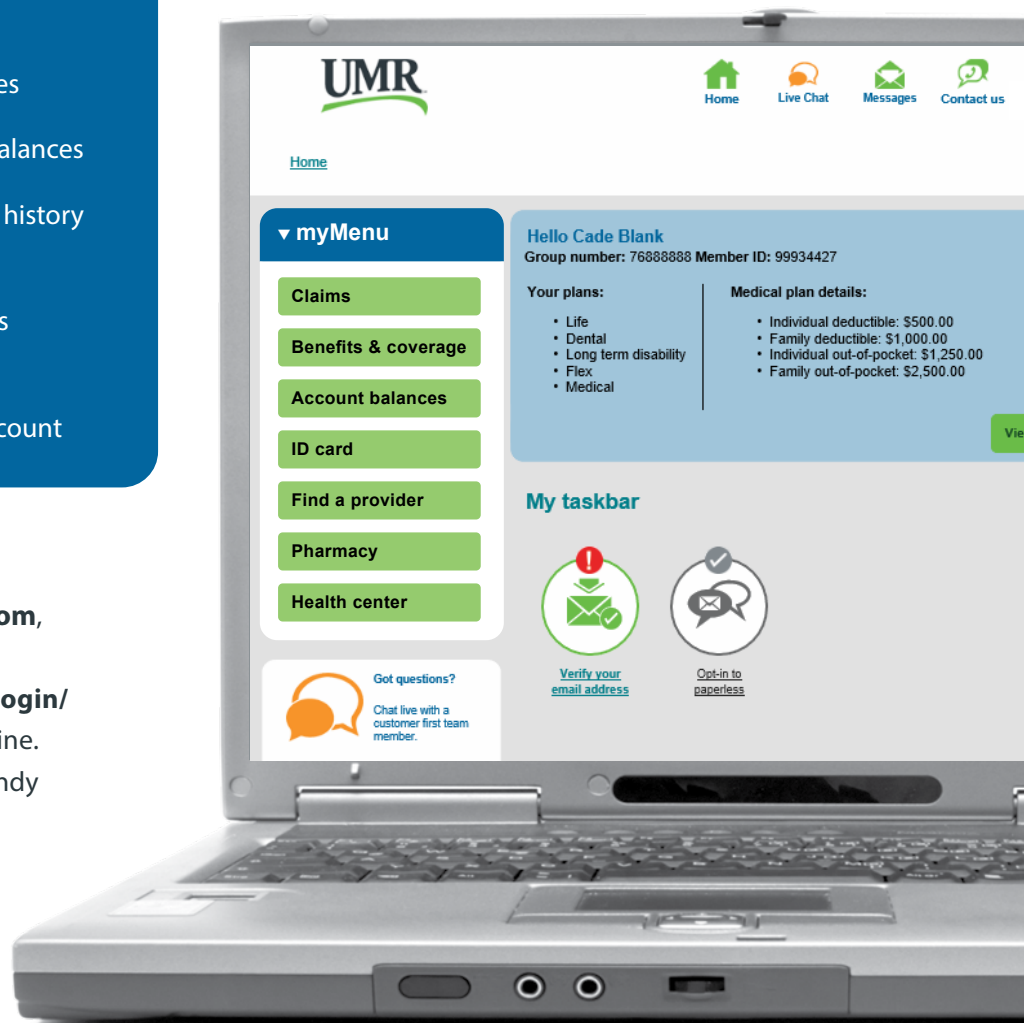 es
alances
history
s
count
om,
ogin/
ine.
ndy
UMR
Home
Live Chat
Messages
Contact us
Home
▾ myMenu
Claims
Benefits & coverage
Account balances
ID card
Find a provider
Pharmacy
Health center
Got questions?
Chat live with a
customer first team
member.
Hello Cade Blank
Group number: 76888888 Member ID: 99934427
Your plans:
• Life
• Dental
• Long term disability
• Flex
• Medical
Medical plan details:
• Individual deductible: $500.00
• Family deductible: $1,000.00
• Individual out-of-pocket: $1,250.00
• Family out-of-pocket: $2,500.00
Vie
My taskbar
Verify your
email address
Opt-in to
paperless